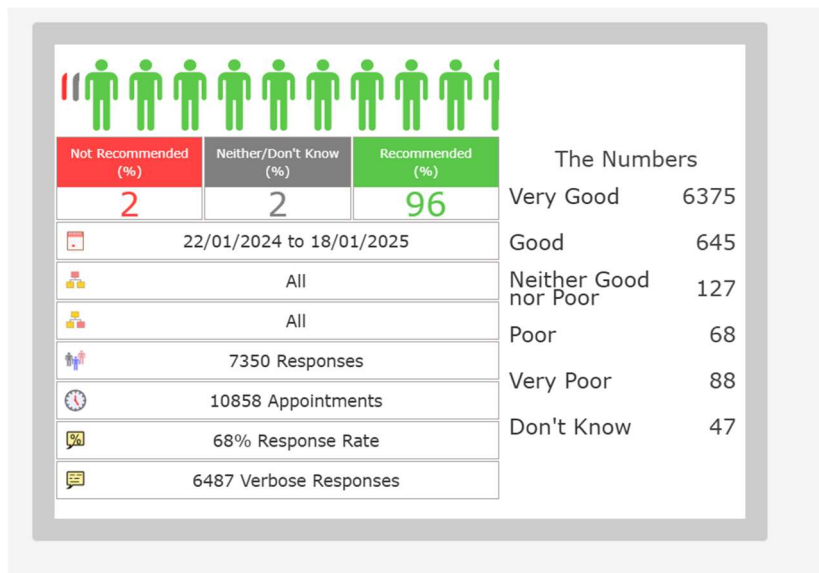 Not Recommended (%)
Neither/Don't Know (%)
Recommended (%)
2
2
96
22/01/2024 to 18/01/2025
All
All
7350 Responses
10858 Appointments
68% Response Rate
6487 Verbose Responses
The Numbers
Very Good 6375
Good 645
Neither Good
nor Poor 127
Poor 68
Very Poor 88
Don't Know 47